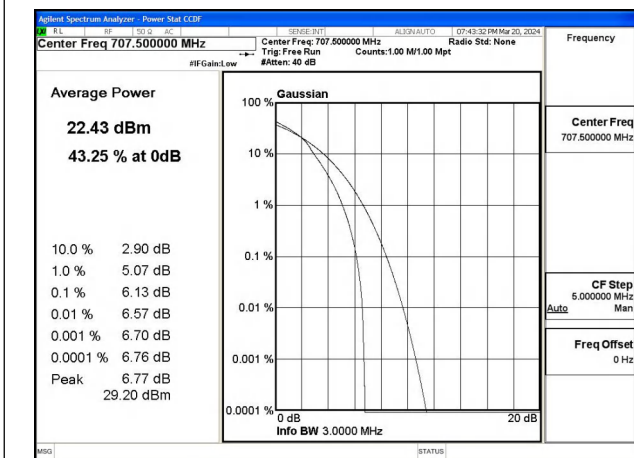 Agilent Spectrum Analyzer - Power Stat CCDF
RL RF 50 Ω AC SENSE:INT ALIGN AUTO 07:43:32 PM Mar 20, 2024
Center Freq 707.500000 MHz
Center Freq: 707.500000 MHz Radio Std: None
Trig: Free Run Counts:1.00 M/1.00 Mpt
#IFGain:Low #Atten: 40 dB
Frequency
Average Power
22.43 dBm
43.25 % at 0dB
10.0 % 2.90 dB
1.0 % 5.07 dB
0.1 % 6.13 dB
0.01 % 6.57 dB
0.001 % 6.70 dB
0.0001 % 6.76 dB
Peak 6.77 dB
29.20 dBm
Gaussian
100 %
10 %
1 %
0.1 %
0.01 %
0.001 %
0.0001 %
0 dB 20 dB
Info BW 3.0000 MHz
Center Freq
707.500000 MHz
CF Step
5.000000 MHz
Auto Man
Freq Offset
0 Hz
MSG STATUS